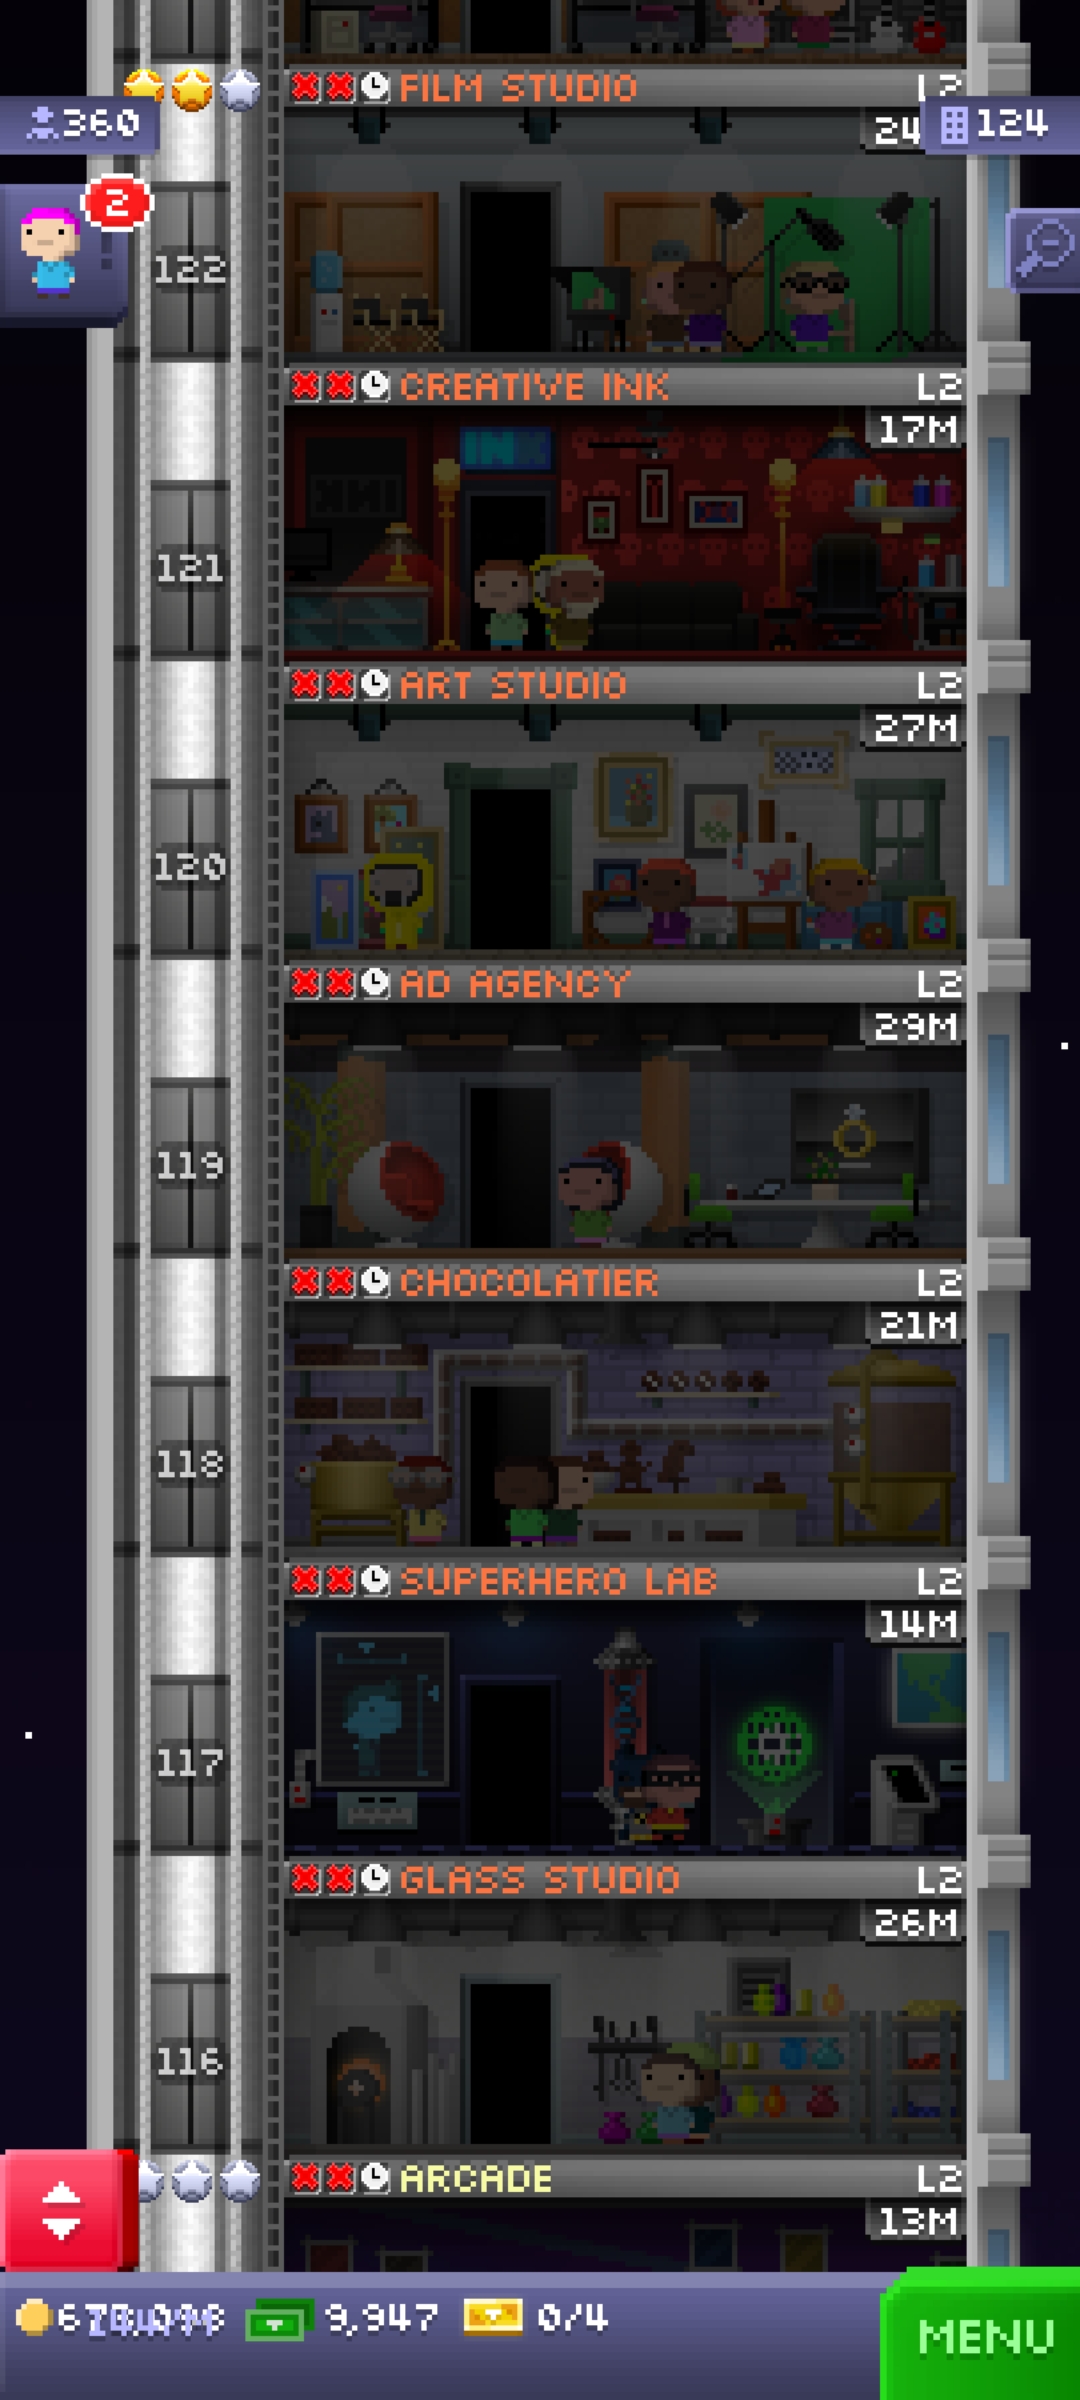 FILM STUDIO L2
360
24
124
2
122
CREATIVE INK L2
17M
INK
121
ART STUDIO L2
27M
120
AD AGENCY L2
29M
119
CHOCOLATIER L2
21M
118
SUPERHERO LAB L2
14M
117
GLASS STUDIO L2
26M
116
ARCADE L2
13M
9,947
0/4
MENU